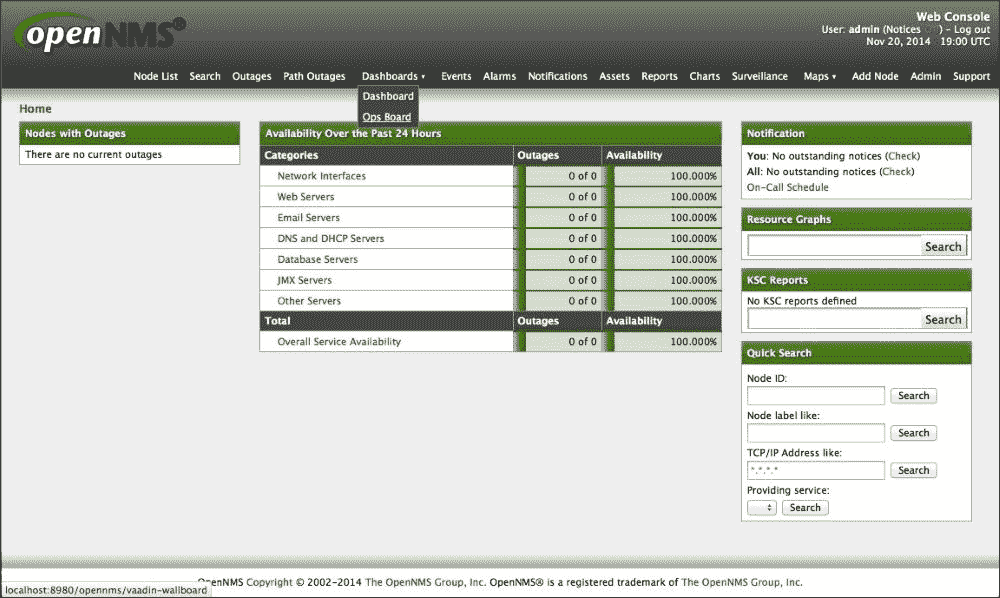 openNMS®
Web Console
User: admin (Notices ) - Log out
Nov 20, 2014 19:00 UTC
Node List Search Outages Path Outages Dashboards ▾ Events Alarms Notifications Assets Reports Charts Surveillance Maps ▾ Add Node Admin Support
Dashboard
Ops Board
Home
Nodes with Outages
There are no current outages
Availability Over the Past 24 Hours
Categories Outages Availability
Network Interfaces 0 of 0 100.000%
Web Servers 0 of 0 100.000%
Email Servers 0 of 0 100.000%
DNS and DHCP Servers 0 of 0 100.000%
Database Servers 0 of 0 100.000%
JMX Servers 0 of 0 100.000%
Other Servers 0 of 0 100.000%
Total Outages Availability
Overall Service Availability 0 of 0 100.000%
Notification
You: No outstanding notices (Check)
All: No outstanding notices (Check)
On-Call Schedule
Resource Graphs
Search
KSC Reports
No KSC reports defined
Search
Quick Search
Node ID:
Search
Node label like:
Search
TCP/IP Address like:
*.*.*.* Search
Providing service:
Search
OpenNMS Copyright © 2002-2014 The OpenNMS Group, Inc. OpenNMS® is a registered trademark of The OpenNMS Group, Inc.
localhost:8980/opennms/vaadin-wallboard